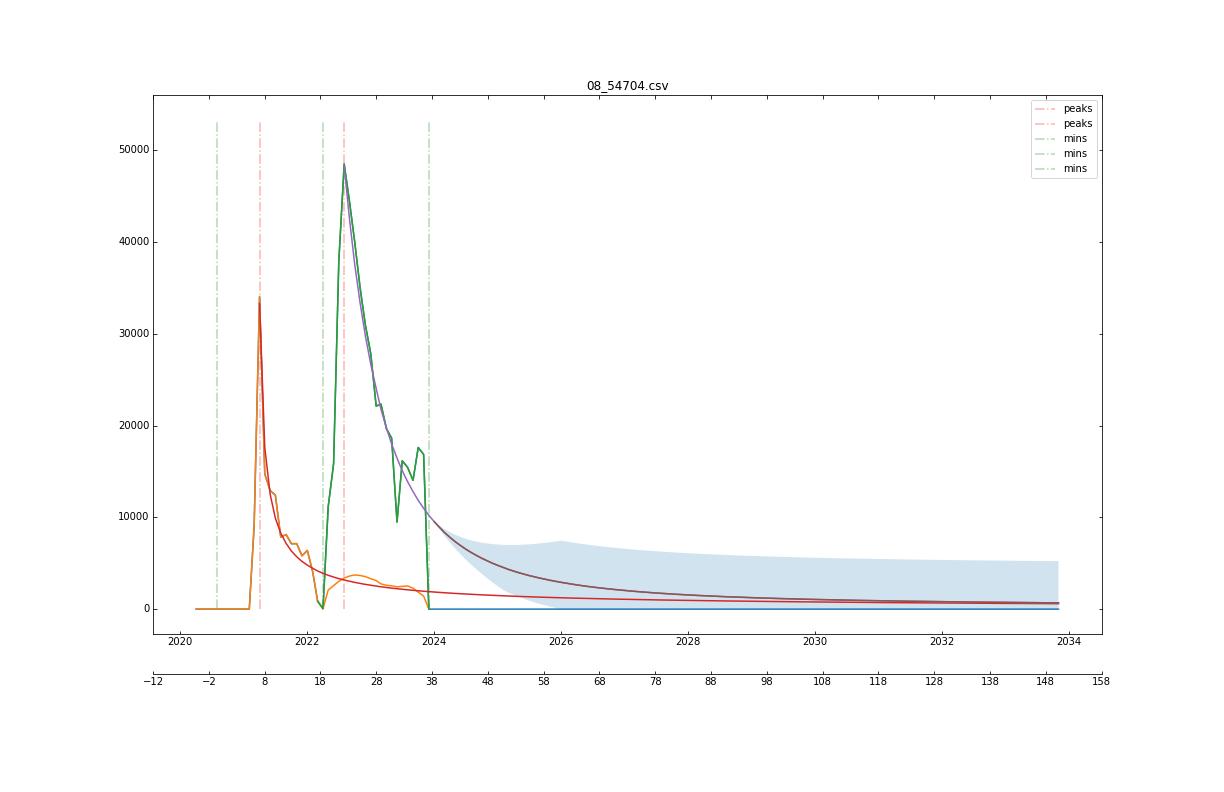 08_54704.csv
peaks
peaks
mins
mins
mins
50000
40000
30000
20000
10000
0
2020 2022 2024 2026 2028 2030 2032 2034
−12 −2 8 18 28 38 48 58 68 78 88 98 108 118 128 138 148 158